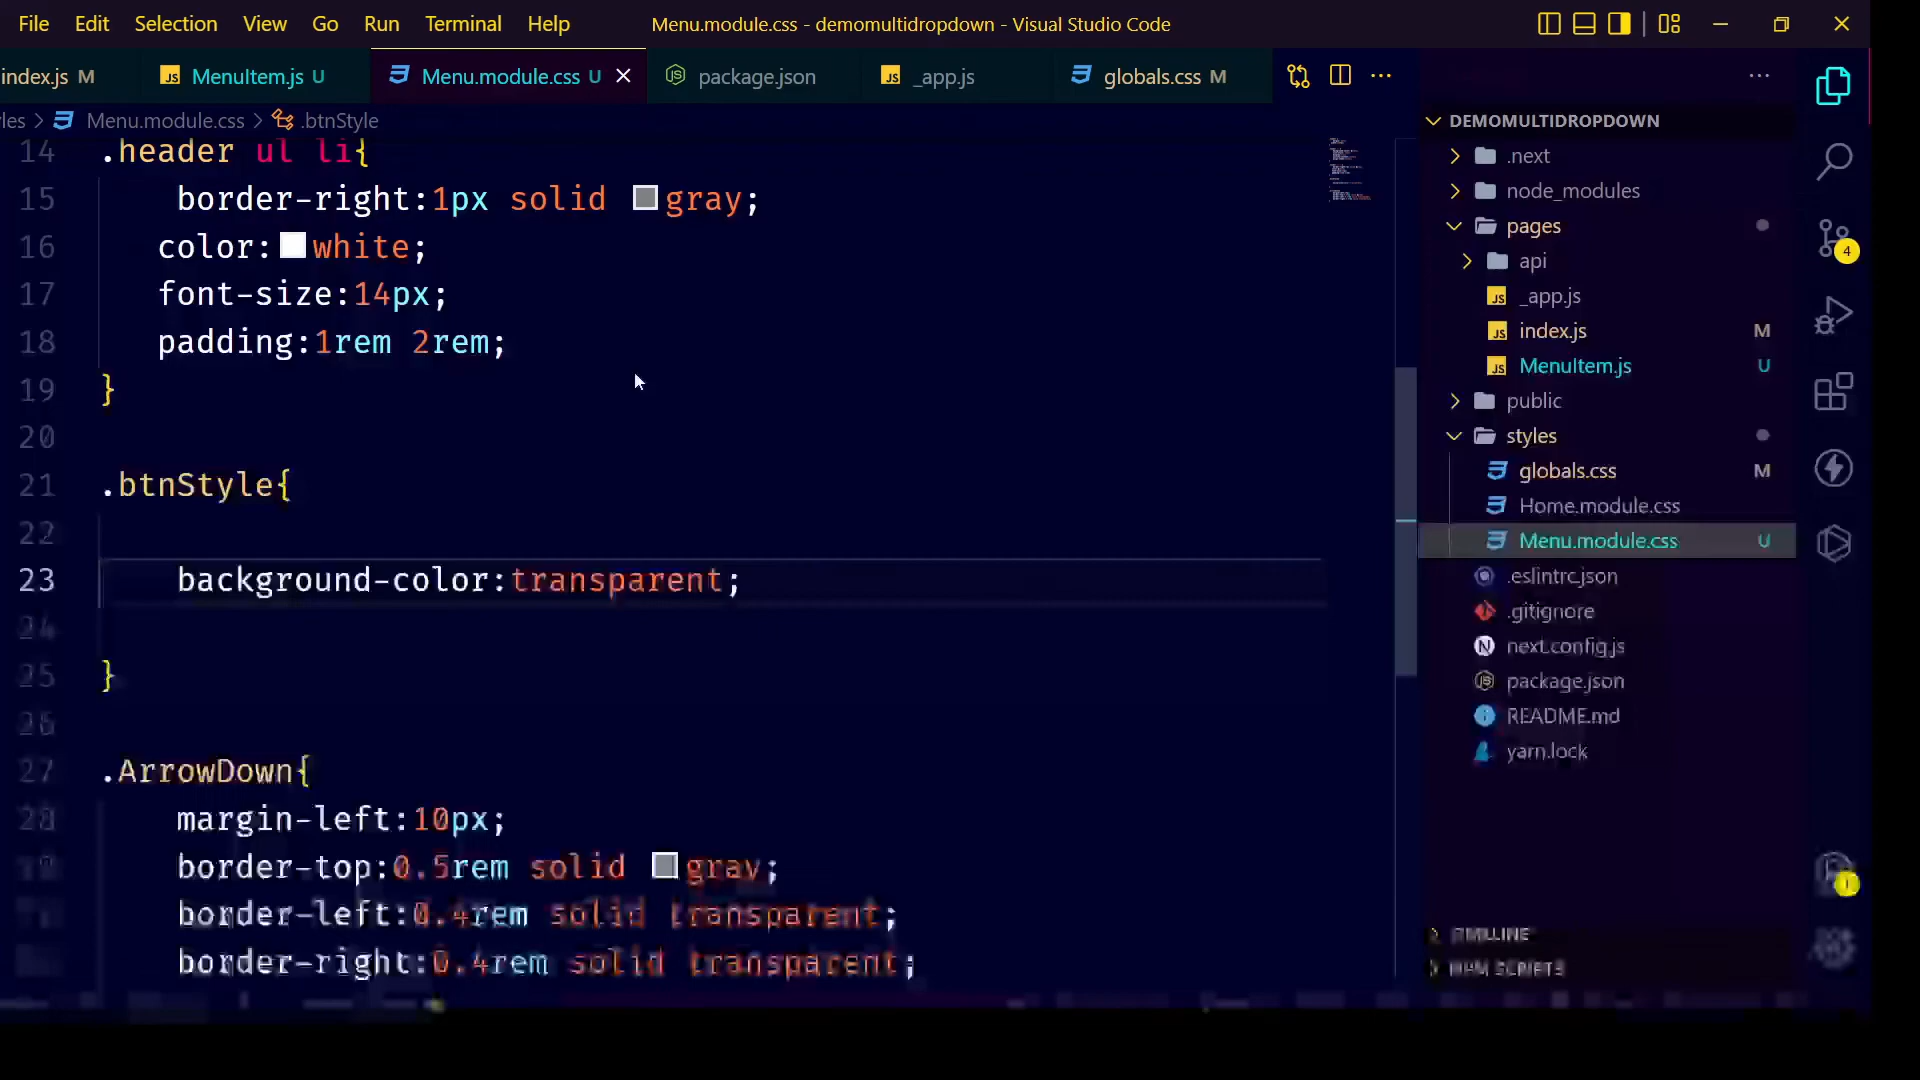 File Edit Selection View Go Run Terminal Help Menu.module.css - demomultidropdown - Visual Studio Code
index.js M MenuItem.js U Menu.module.css U package.json _app.js globals.css M
les > Menu.module.css > .btnStyle
14 .header ul li{
15 border-right:1px solid gray;
16 color:white;
17 font-size:14px;
18 padding:1rem 2rem;
19 }
20
21 .btnStyle{
22
23 background-color:transparent;
24
25 }
26
27 .ArrowDown{
28 margin-left:10px;
border-top:0.5rem solid gray;
border-left:0.4rem solid transparent;
border-right:0.4rem solid transparent;
DEMOMULTIDROPDOWN
.next
node_modules
pages
api
_app.js
index.js M
MenuItem.js U
public
styles
globals.css M
Home.module.css
Menu.module.css U
.eslintrc.json
.gitignore
next.config.js
package.json
README.md
yarn.lock
SCRIPTS
4
1